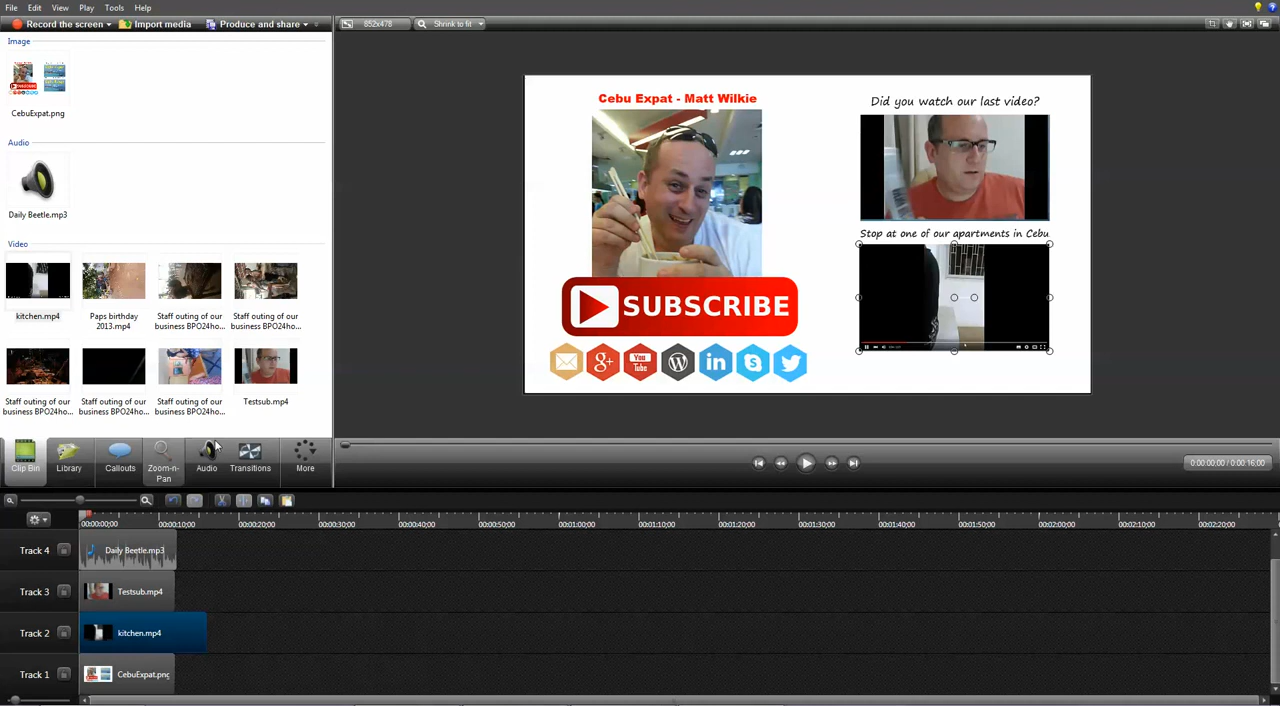 File Edit View Play Tools Help
Record the screen Import media Produce and share 852x478 Shrink to fit
Image
CebuExpat.png
Audio
Daily Beetle.mp3
Video
kitchen.mp4 Paps birthday 2013.mp4 Staff outing of our business BPO24ho... Staff outing of our business BPO24ho...
Staff outing of our business BPO24ho... Staff outing of our business BPO24ho... Staff outing of our business BPO24ho... Testsub.mp4
Cebu Expat - Matt Wilkie
SUBSCRIBE
g+ You Tube W in S
Did you watch our last video?
Stop at one of our apartments in Cebu
Clip Bin Library Callouts Zoom-n-Pan Audio Transitions More
0:00:00;00 / 0:00:16;00
00:00:00;00 00:00:10;00 00:00:20;00 00:00:30;00 00:00:40;00 00:00:50;00 00:01:00;00 00:01:10;00 00:01:20;00 00:01:30;00 00:01:40;00 00:01:50;00 00:02:00;00 00:02:10;00 00:02:20;00
Track 4 Daily Beetle.mp3
Track 3 Testsub.mp4
Track 2 kitchen.mp4
Track 1 CebuExpat.png